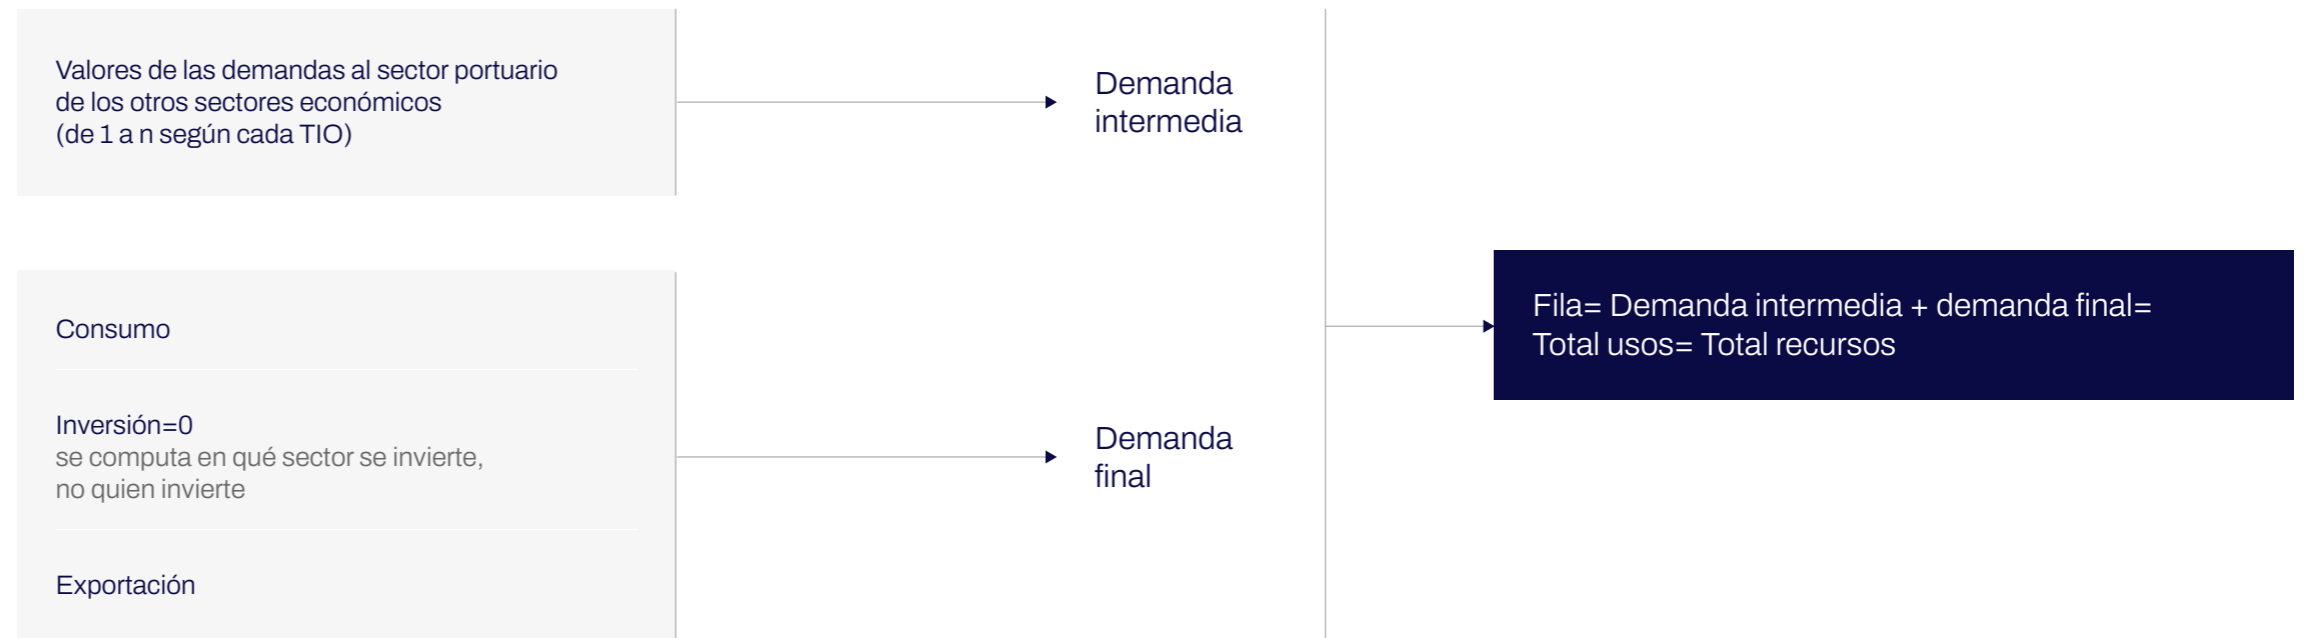 Valores de las demandas al sector portuario
de los otros sectores económicos
(de 1 a n según cada TIO)
Demanda
intermedia
Consumo
Inversión=0
se computa en qué sector se invierte,
no quien invierte
Exportación
Demanda
final
Fila= Demanda intermedia + demanda final=
Total usos= Total recursos